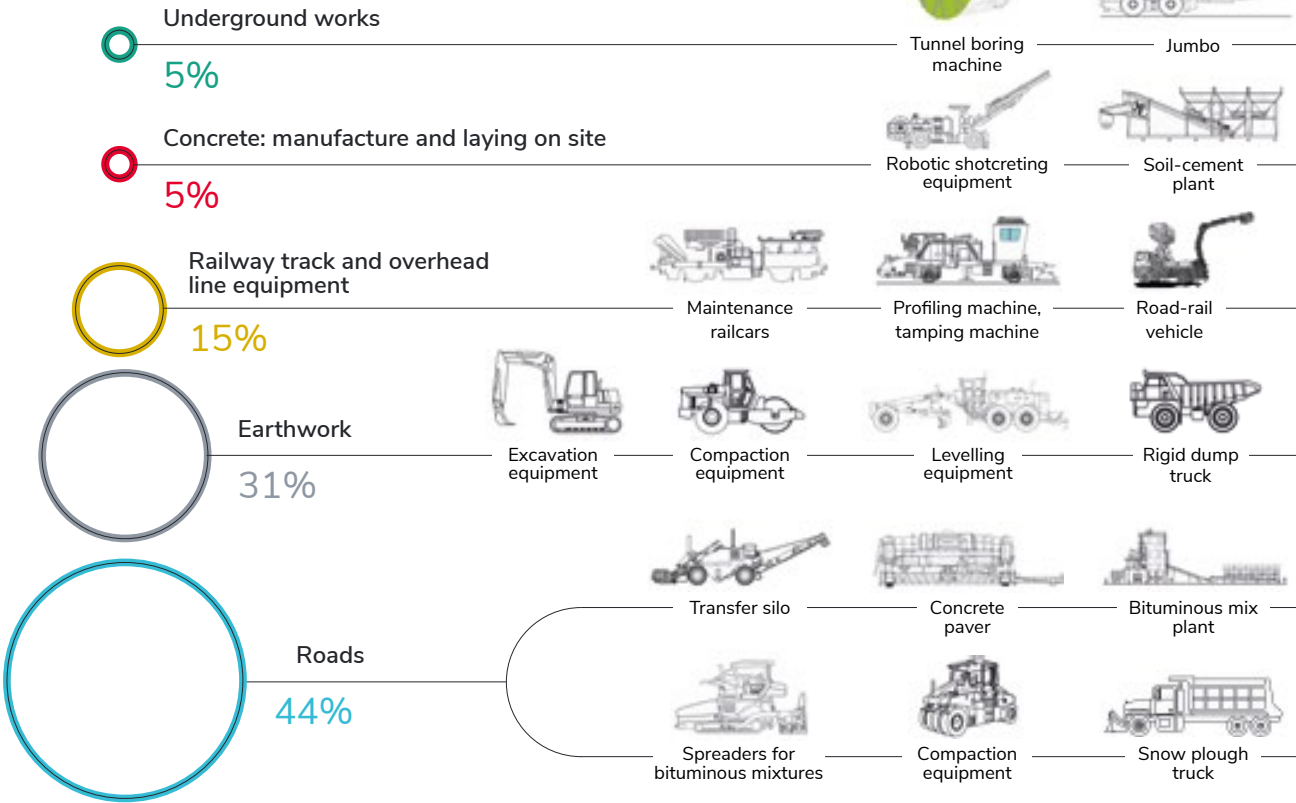 Underground works
5%
Tunnel boring
machine
Jumbo
Concrete: manufacture and laying on site
5%
Robotic shotcreting
equipment
Soil-cement
plant
Railway track and overhead
line equipment
15%
Maintenance
railcars
Profiling machine,
tamping machine
Road-rail
vehicle
Earthwork
31%
Excavation
equipment
Compaction
equipment
Levelling
equipment
Rigid dump
truck
Roads
44%
Transfer silo
Concrete
paver
Bituminous mix
plant
Spreaders for
bituminous mixtures
Compaction
equipment
Snow plough
truck